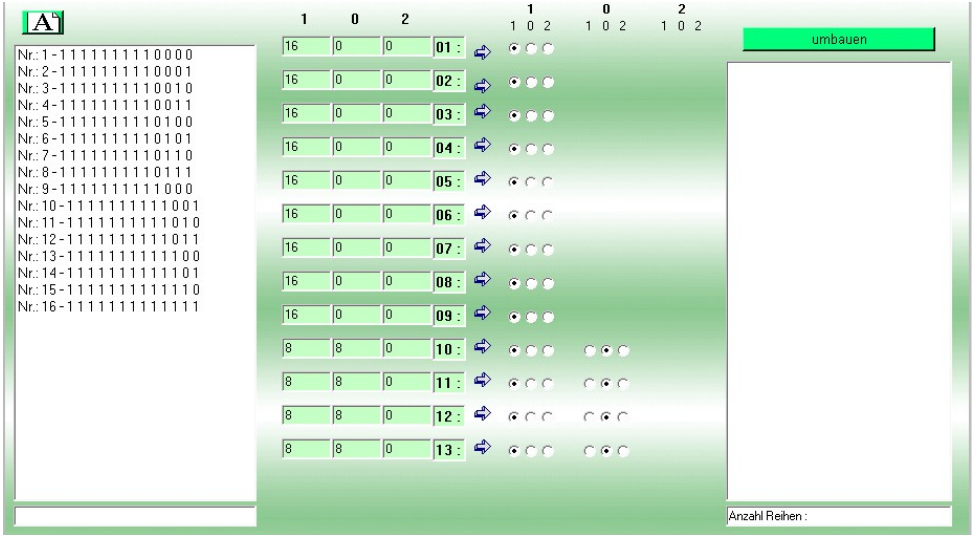 A
Nr.: 1 - 1 1 1 1 1 1 1 1 1 0 0 0 0
Nr.: 2 - 1 1 1 1 1 1 1 1 1 0 0 0 1
Nr.: 3 - 1 1 1 1 1 1 1 1 1 0 0 1 0
Nr.: 4 - 1 1 1 1 1 1 1 1 1 0 0 1 1
Nr.: 5 - 1 1 1 1 1 1 1 1 1 0 1 0 0
Nr.: 6 - 1 1 1 1 1 1 1 1 1 0 1 0 1
Nr.: 7 - 1 1 1 1 1 1 1 1 1 0 1 1 0
Nr.: 8 - 1 1 1 1 1 1 1 1 1 0 1 1 1
Nr.: 9 - 1 1 1 1 1 1 1 1 1 1 0 0 0
Nr.: 10 - 1 1 1 1 1 1 1 1 1 1 0 0 1
Nr.: 11 - 1 1 1 1 1 1 1 1 1 1 0 1 0
Nr.: 12 - 1 1 1 1 1 1 1 1 1 1 0 1 1
Nr.: 13 - 1 1 1 1 1 1 1 1 1 1 1 0 0
Nr.: 14 - 1 1 1 1 1 1 1 1 1 1 1 0 1
Nr.: 15 - 1 1 1 1 1 1 1 1 1 1 1 1 0
Nr.: 16 - 1 1 1 1 1 1 1 1 1 1 1 1 1
1 0 2
16 0 0 01 :
16 0 0 02 :
16 0 0 03 :
16 0 0 04 :
16 0 0 05 :
16 0 0 06 :
16 0 0 07 :
16 0 0 08 :
16 0 0 09 :
8 8 0 10 :
8 8 0 11 :
8 8 0 12 :
8 8 0 13 :
1 0 2
1 0 2 1 0 2 1 0 2
umbauen
Anzahl Reihen :